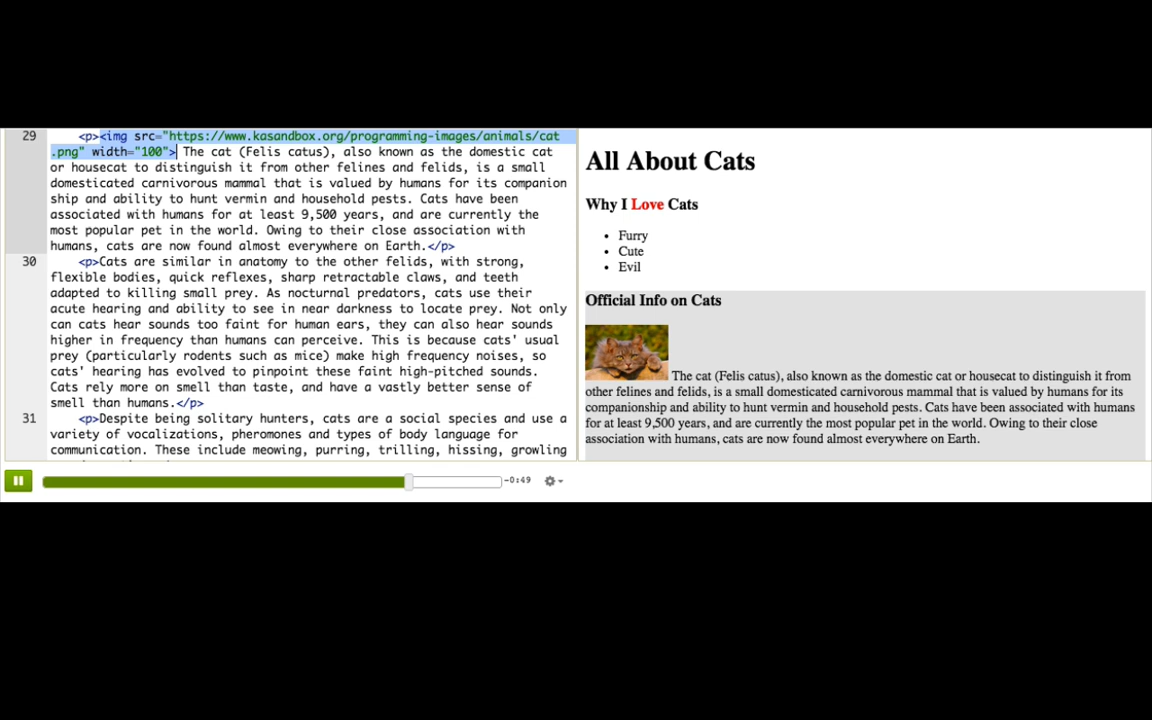 29 <p><img src="https://www.kasandbox.org/programming-images/animals/cat
.png" width="100"> The cat (Felis catus), also known as the domestic cat
or housecat to distinguish it from other felines and felids, is a small
domesticated carnivorous mammal that is valued by humans for its companion
ship and ability to hunt vermin and household pests. Cats have been
associated with humans for at least 9,500 years, and are currently the
most popular pet in the world. Owing to their close association with
humans, cats are now found almost everywhere on Earth.</p>
30 <p>Cats are similar in anatomy to the other felids, with strong,
flexible bodies, quick reflexes, sharp retractable claws, and teeth
adapted to killing small prey. As nocturnal predators, cats use their
acute hearing and ability to see in near darkness to locate prey. Not only
can cats hear sounds too faint for human ears, they can also hear sounds
higher in frequency than humans can perceive. This is because cats' usual
prey (particularly rodents such as mice) make high frequency noises, so
cats' hearing has evolved to pinpoint these faint high-pitched sounds.
Cats rely more on smell than taste, and have a vastly better sense of
smell than humans.</p>
31 <p>Despite being solitary hunters, cats are a social species and use a
variety of vocalizations, pheromones and types of body language for
communication. These include meowing, purring, trilling, hissing, growling
All About Cats
Why I Love Cats
• Furry
• Cute
• Evil
Official Info on Cats
The cat (Felis catus), also known as the domestic cat or housecat to distinguish it from
other felines and felids, is a small domesticated carnivorous mammal that is valued by humans for its
companionship and ability to hunt vermin and household pests. Cats have been associated with humans
for at least 9,500 years, and are currently the most popular pet in the world. Owing to their close
association with humans, cats are now found almost everywhere on Earth.
-0:49